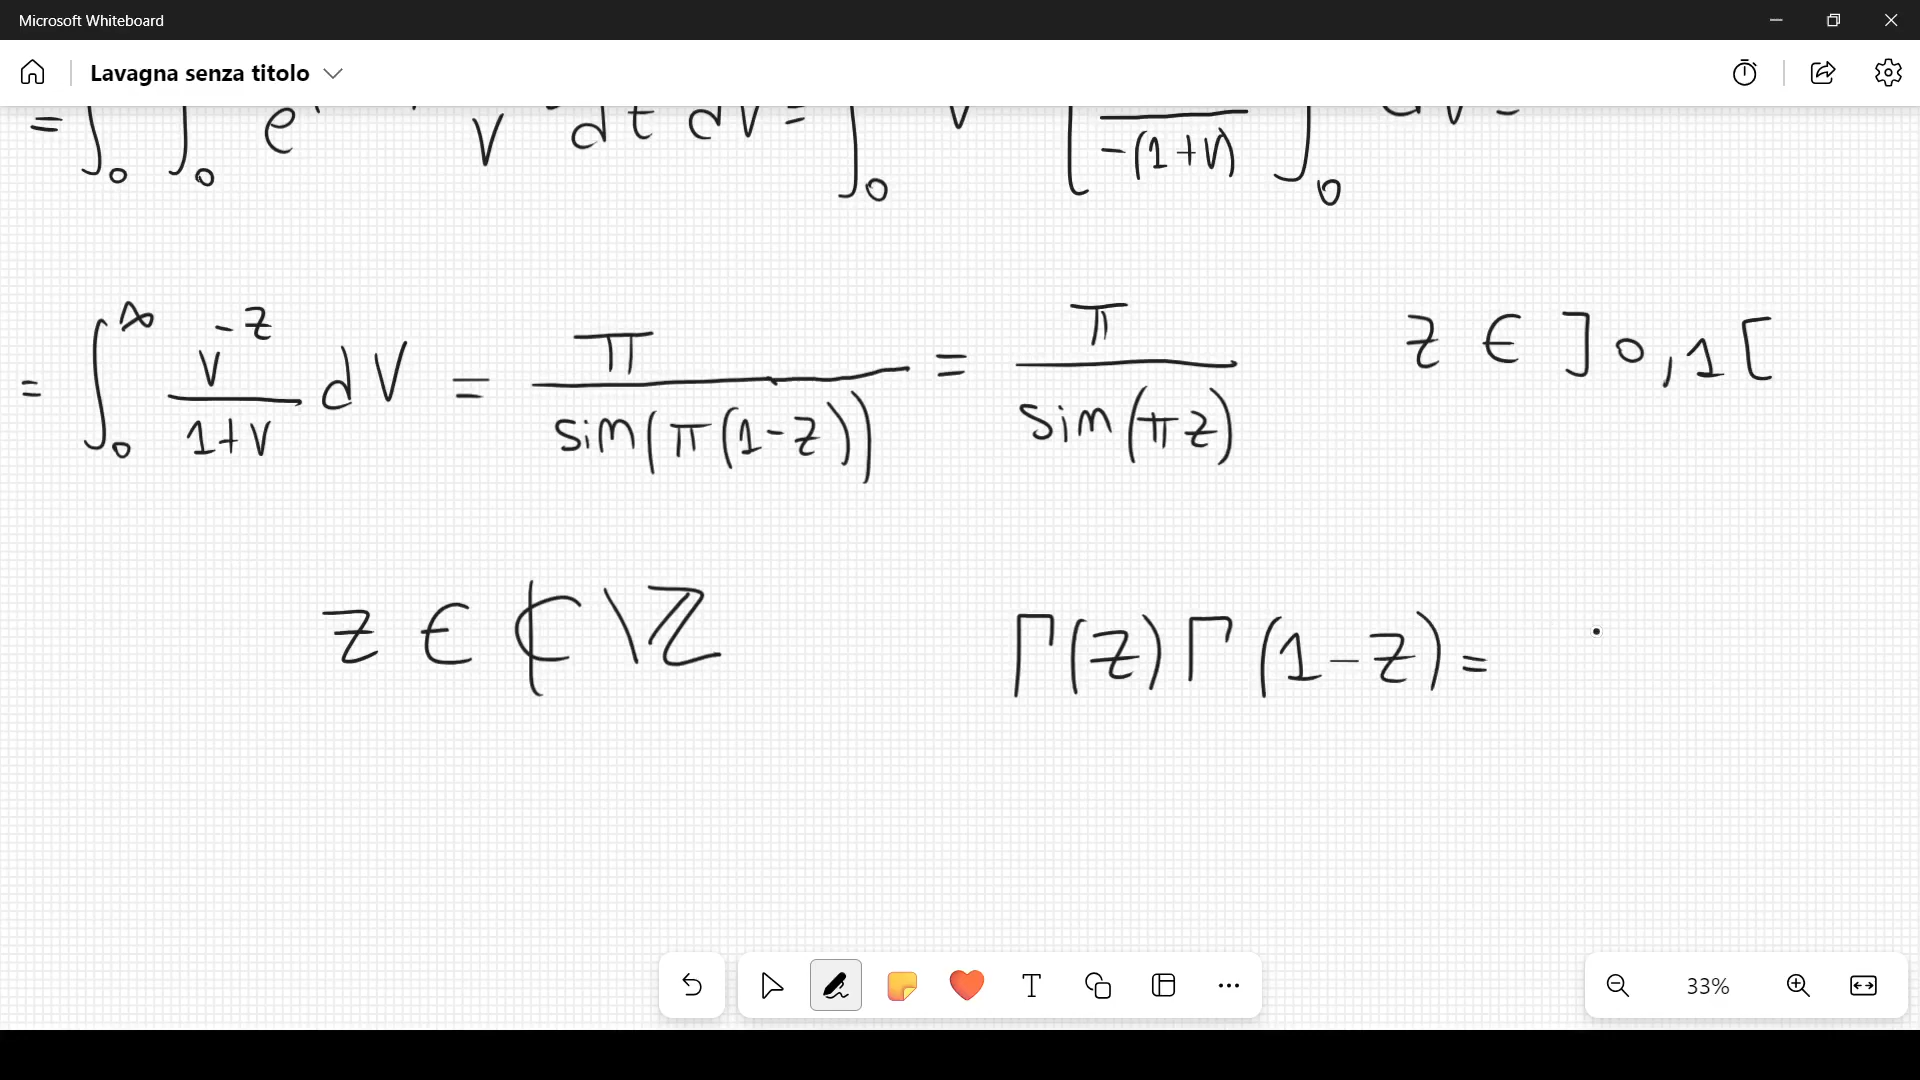 Microsoft Whiteboard
Lavagna senza titolo
= ∫₀ ∫₀ e v dt dv = ∫₀ v [ / -(1+v) ]₀ dv =
= ∫₀^∞ v^(-z) / (1+v) dv = π / sin(π(1-z)) = π / sin(πz) z ∈ ]0,1[
z ∈ ℂ\ℤ Γ(z)Γ(1-z)=
T
33%